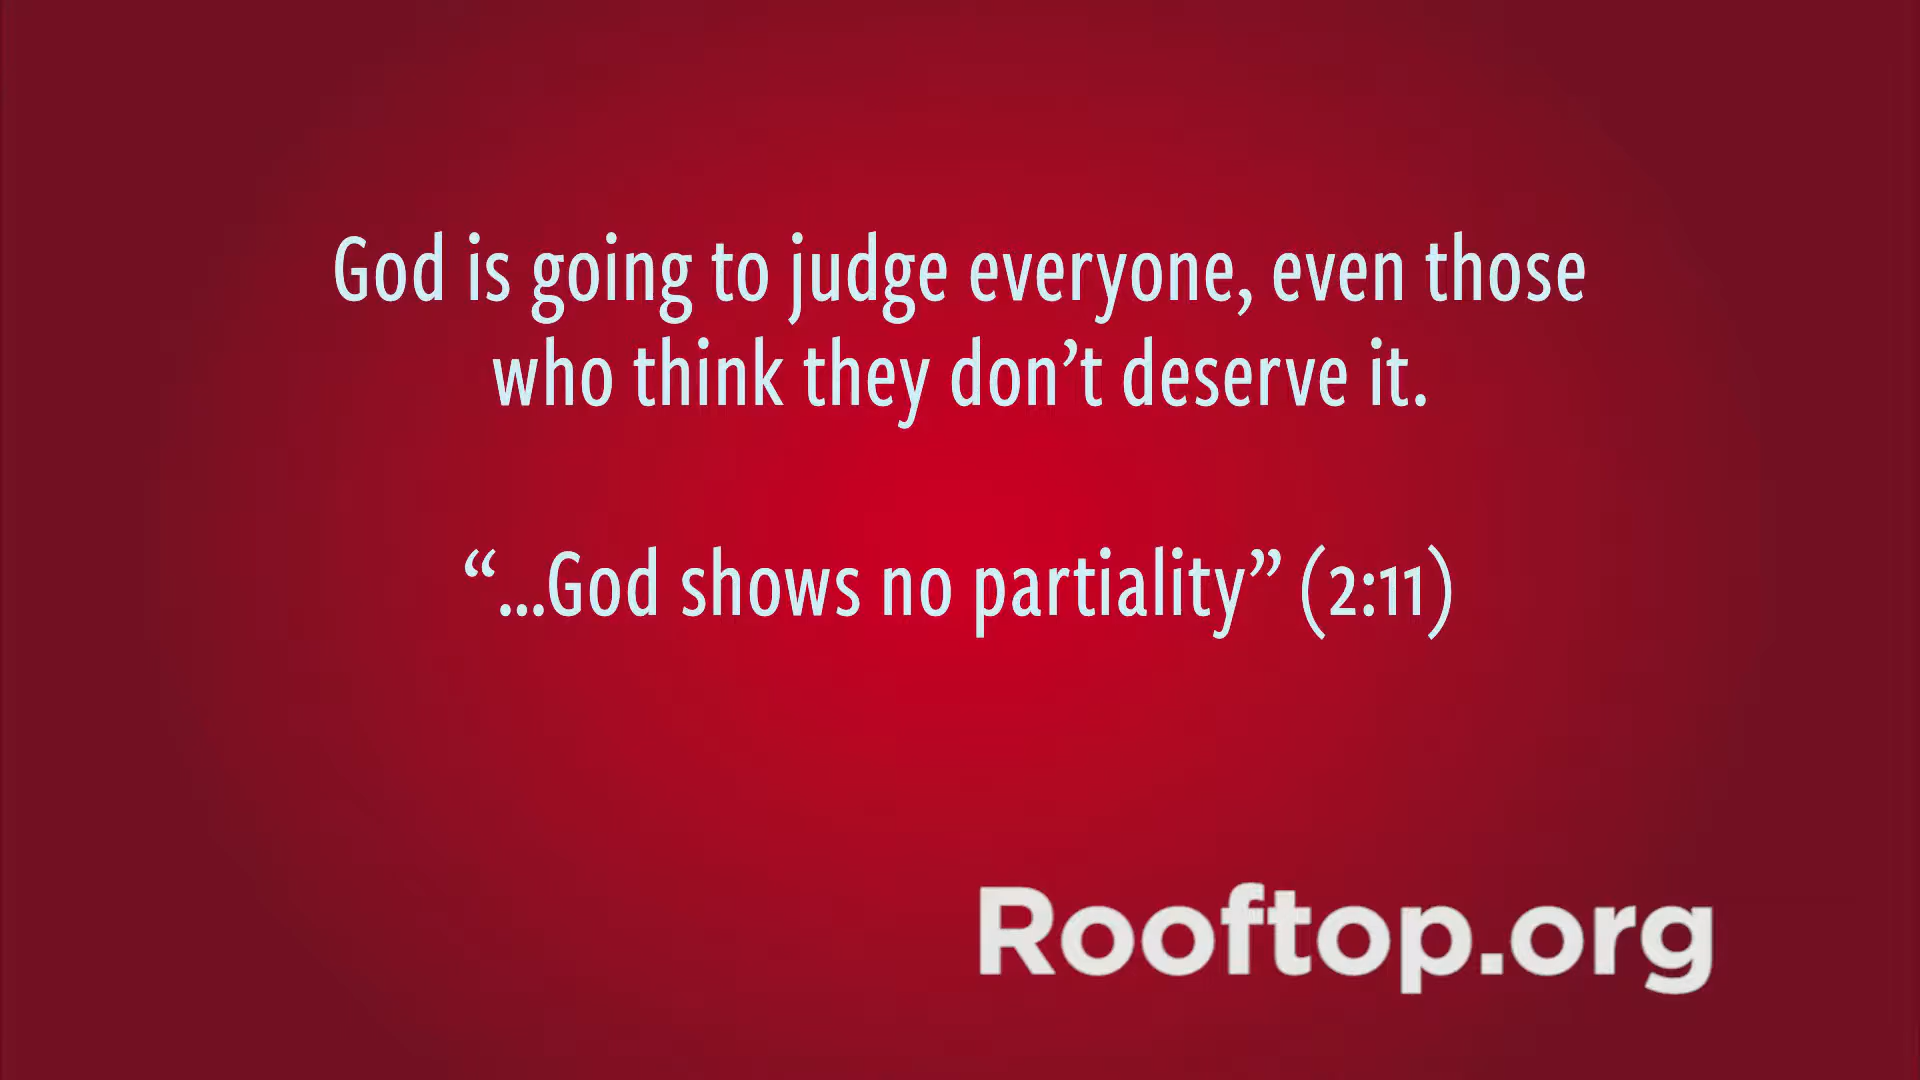 God is going to judge everyone, even those
who think they don’t deserve it.
“...God shows no partiality” (2:11)
Rooftop.org